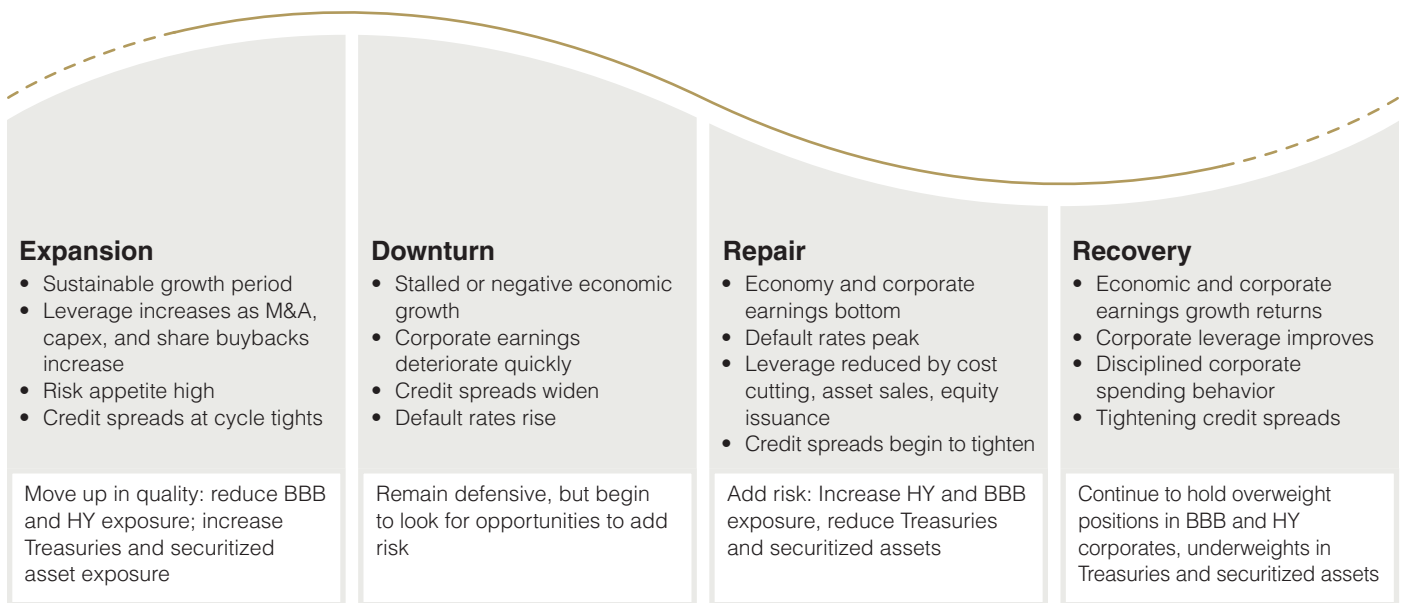 Expansion
• Sustainable growth period
• Leverage increases as M&A,
capex, and share buybacks
increase
• Risk appetite high
• Credit spreads at cycle tights
Move up in quality: reduce BBB
and HY exposure; increase
Treasuries and securitized
asset exposure
Downturn
• Stalled or negative economic
growth
• Corporate earnings
deteriorate quickly
• Credit spreads widen
• Default rates rise
Remain defensive, but begin
to look for opportunities to add
risk
Repair
• Economy and corporate
earnings bottom
• Default rates peak
• Leverage reduced by cost
cutting, asset sales, equity
issuance
• Credit spreads begin to tighten
Add risk: Increase HY and BBB
exposure, reduce Treasuries
and securitized assets
Recovery
• Economic and corporate
earnings growth returns
• Corporate leverage improves
• Disciplined corporate
spending behavior
• Tightening credit spreads
Continue to hold overweight
positions in BBB and HY
corporates, underweights in
Treasuries and securitized assets